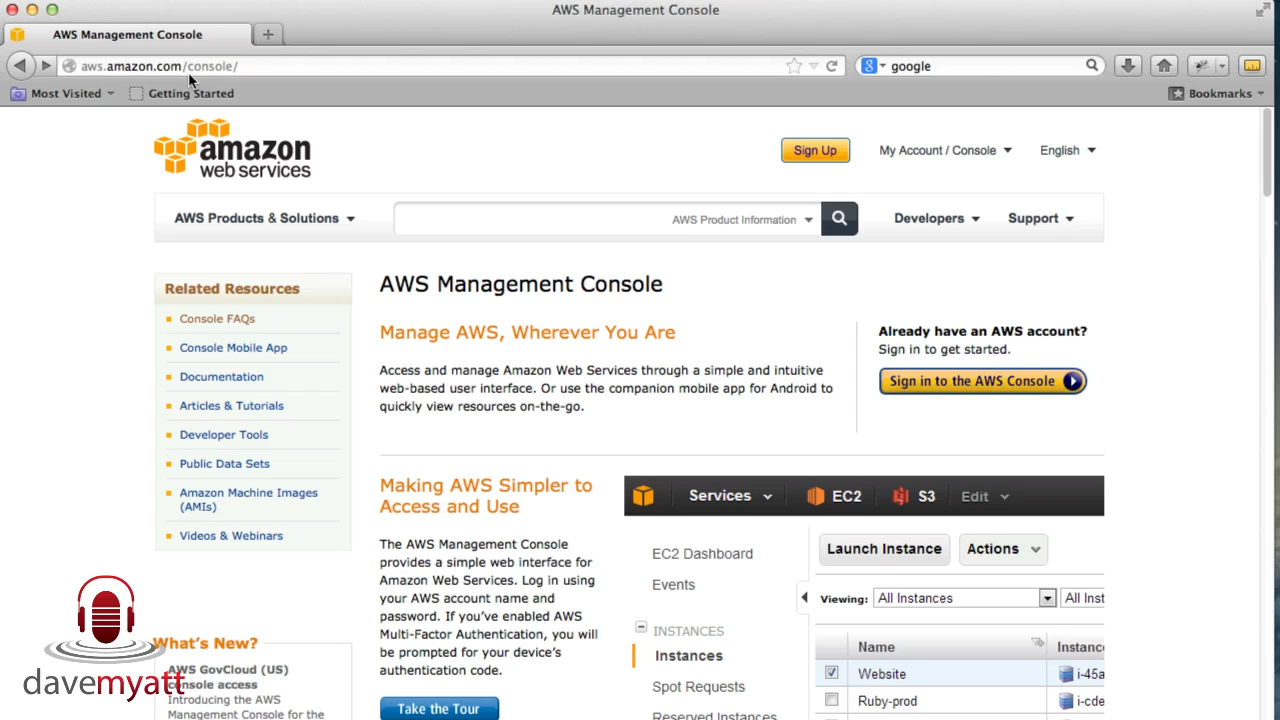 AWS Management Console
AWS Management Console
aws.amazon.com/console/
google
Most Visited
Getting Started
Bookmarks
amazon
web services
Sign Up
My Account / Console
English
AWS Products & Solutions
AWS Product Information
Developers
Support
Related Resources
Console FAQs
Console Mobile App
Documentation
Articles & Tutorials
Developer Tools
Public Data Sets
Amazon Machine Images
(AMIs)
Videos & Webinars
What's New?
AWS GovCloud (US)
console access
Introducing the AWS
Management Console for the
AWS Management Console
Manage AWS, Wherever You Are
Access and manage Amazon Web Services through a simple and intuitive
web-based user interface. Or use the companion mobile app for Android to
quickly view resources on-the-go.
Already have an AWS account?
Sign in to get started.
Sign in to the AWS Console
Making AWS Simpler to
Access and Use
The AWS Management Console
provides a simple web interface for
Amazon Web Services. Log in using
your AWS account name and
password. If you've enabled AWS
Multi-Factor Authentication, you will
be prompted for your device's
authentication code.
Take the Tour
Services
EC2
S3
Edit
EC2 Dashboard
Events
INSTANCES
Instances
Spot Requests
Reserved Instances
Launch Instance
Actions
Viewing:
All Instances
All Inst
Name
Instance
Website
i-45a
Ruby-prod
i-cde
davemyatt